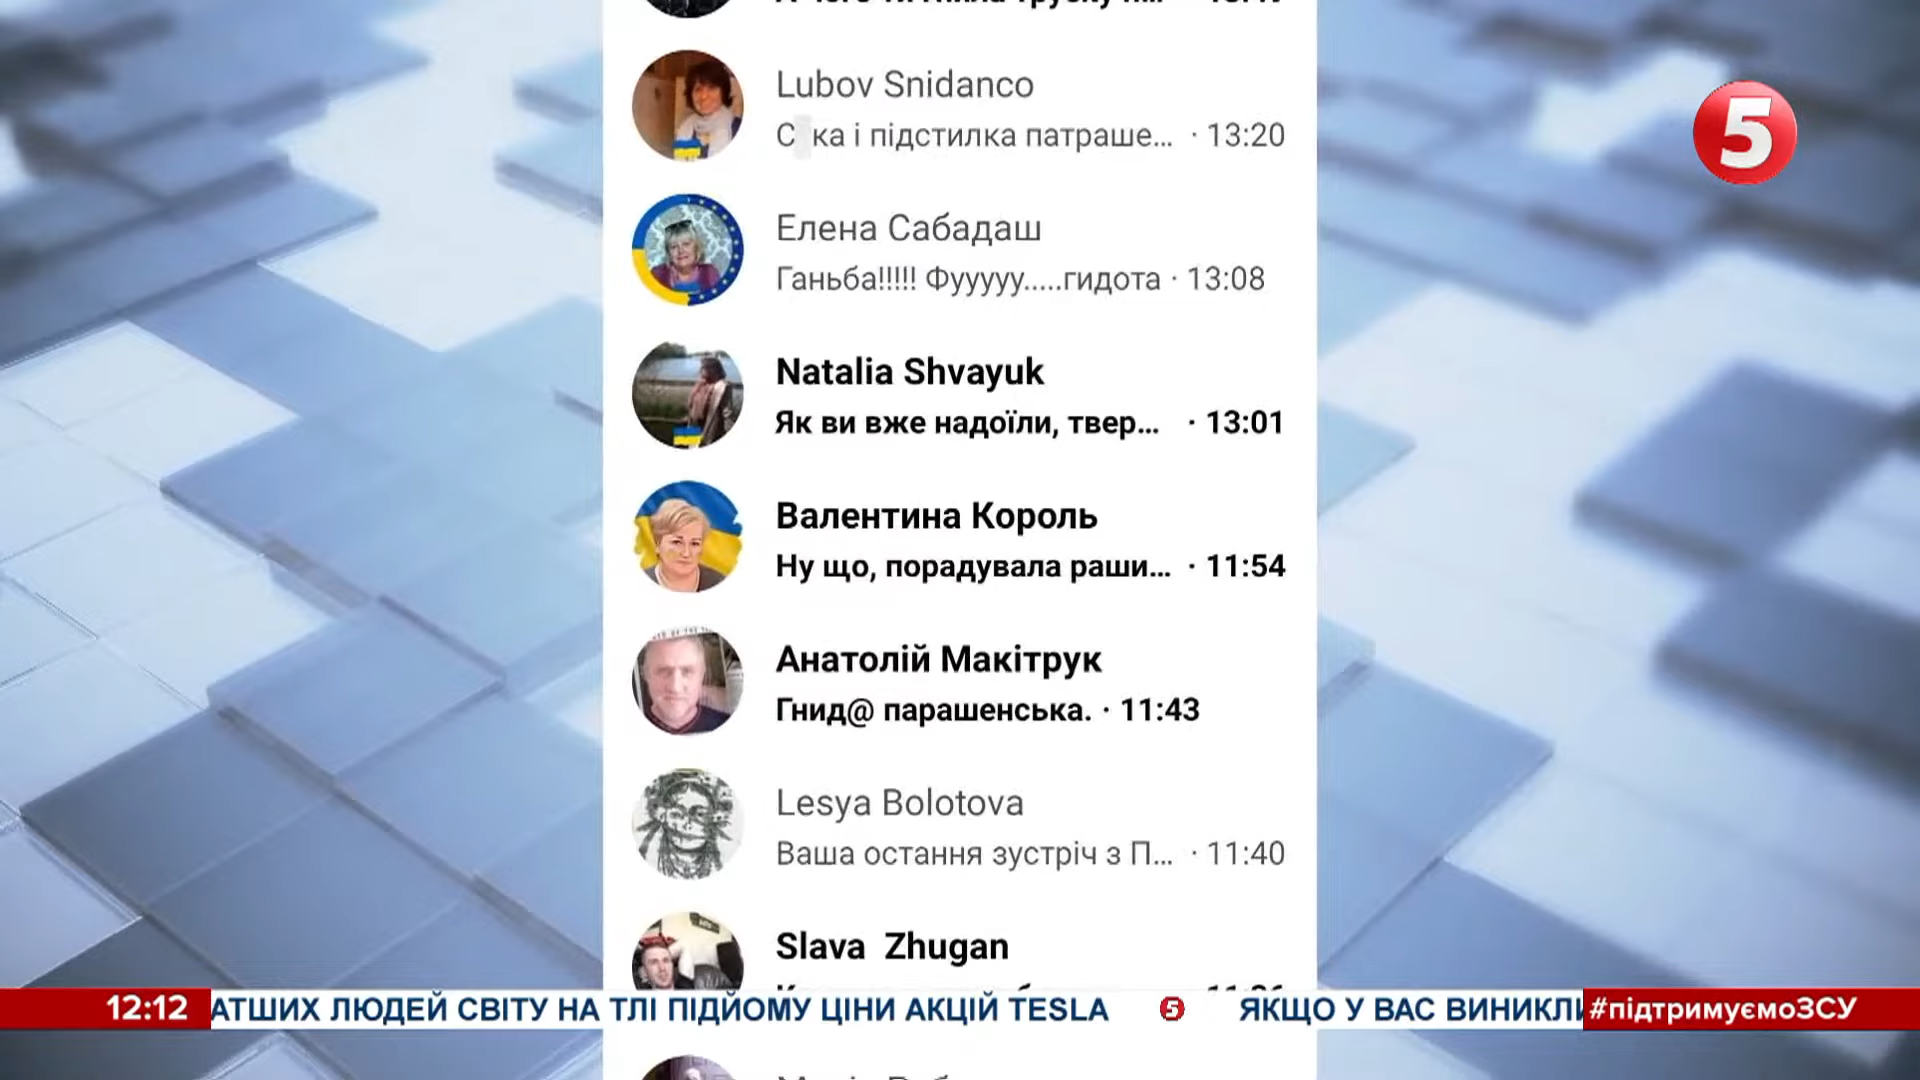 Lubov Snidanco
С ка і підстилка патраше... · 13:20
5
Елена Сабадаш
Ганьба!!!!! Фууууу.....гидота · 13:08
Natalia Shvayuk
Як ви вже надоїли, твер... · 13:01
Валентина Король
Ну що, порадувала раши... · 11:54
Анатолій Макітрук
Гнид@ парашенська. · 11:43
Lesya Bolotova
Ваша остання зустріч з П... · 11:40
Slava Zhugan
12:12 АТШИХ ЛЮДЕЙ СВІТУ НА ТЛІ ПІДЙОМУ ЦІНИ АКЦІЙ TESLA 5 ЯКЩО У ВАС ВИНИКЛИ #підтримуємоЗСУ